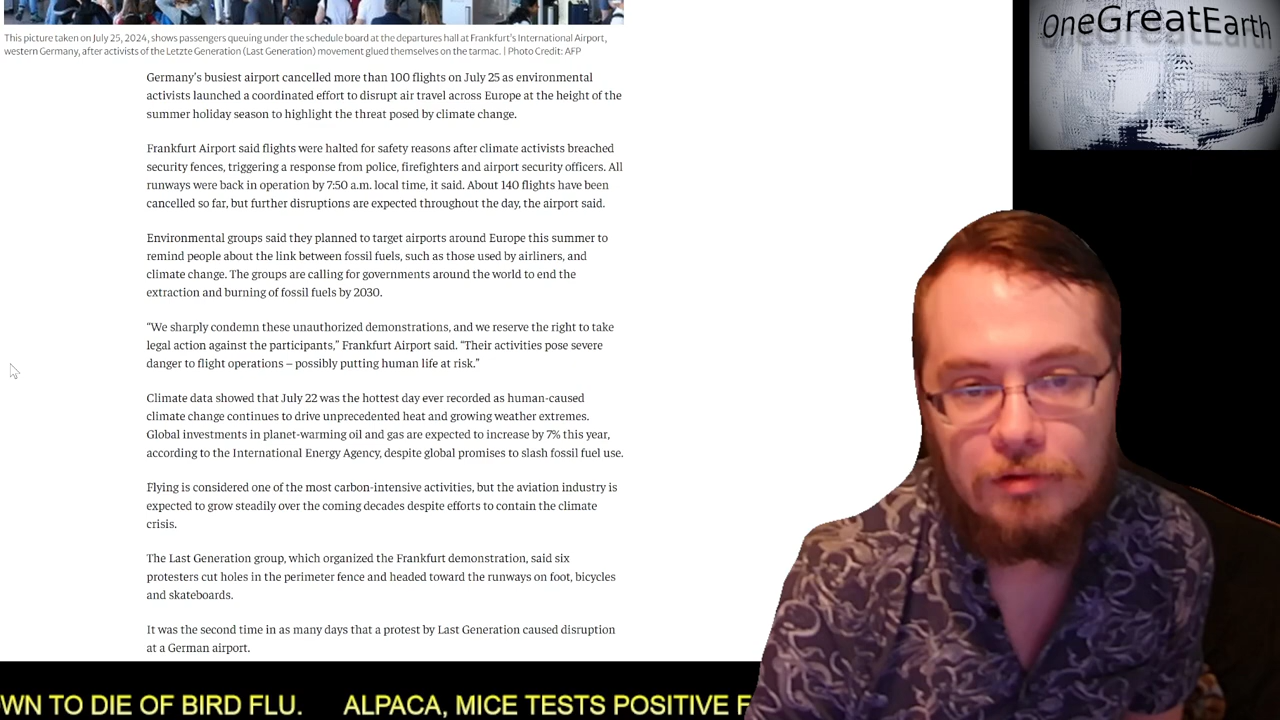 This picture taken on July 25, 2024, shows passengers queuing under the schedule board at the departures hall at Frankfurt's International Airport,
western Germany, after activists of the Letzte Generation (Last Generation) movement glued themselves on the tarmac. | Photo Credit: AFP
Germany's busiest airport cancelled more than 100 flights on July 25 as environmental
activists launched a coordinated effort to disrupt air travel across Europe at the height of the
summer holiday season to highlight the threat posed by climate change.
Frankfurt Airport said flights were halted for safety reasons after climate activists breached
security fences, triggering a response from police, firefighters and airport security officers. All
runways were back in operation by 7:50 a.m. local time, it said. About 140 flights have been
cancelled so far, but further disruptions are expected throughout the day, the airport said.
Environmental groups said they planned to target airports around Europe this summer to
remind people about the link between fossil fuels, such as those used by airliners, and
climate change. The groups are calling for governments around the world to end the
extraction and burning of fossil fuels by 2030.
“We sharply condemn these unauthorized demonstrations, and we reserve the right to take
legal action against the participants,” Frankfurt Airport said. “Their activities pose severe
danger to flight operations – possibly putting human life at risk.”
Climate data showed that July 22 was the hottest day ever recorded as human-caused
climate change continues to drive unprecedented heat and growing weather extremes.
Global investments in planet-warming oil and gas are expected to increase by 7% this year,
according to the International Energy Agency, despite global promises to slash fossil fuel use.
Flying is considered one of the most carbon-intensive activities, but the aviation industry is
expected to grow steadily over the coming decades despite efforts to contain the climate
crisis.
The Last Generation group, which organized the Frankfurt demonstration, said six
protesters cut holes in the perimeter fence and headed toward the runways on foot, bicycles
and skateboards.
It was the second time in as many days that a protest by Last Generation caused disruption
at a German airport.
OneGreatEarth
WN TO DIE OF BIRD FLU. ALPACA, MICE TESTS POSITIVE F